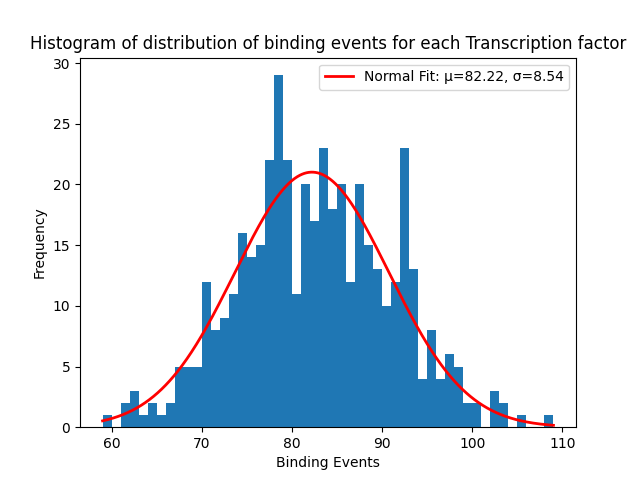 Histogram of distribution of binding events for each Transcription factor
Normal Fit: μ=82.22, σ=8.54
30
25
20
15
10
5
0
Frequency
60 70 80 90 100 110
Binding Events